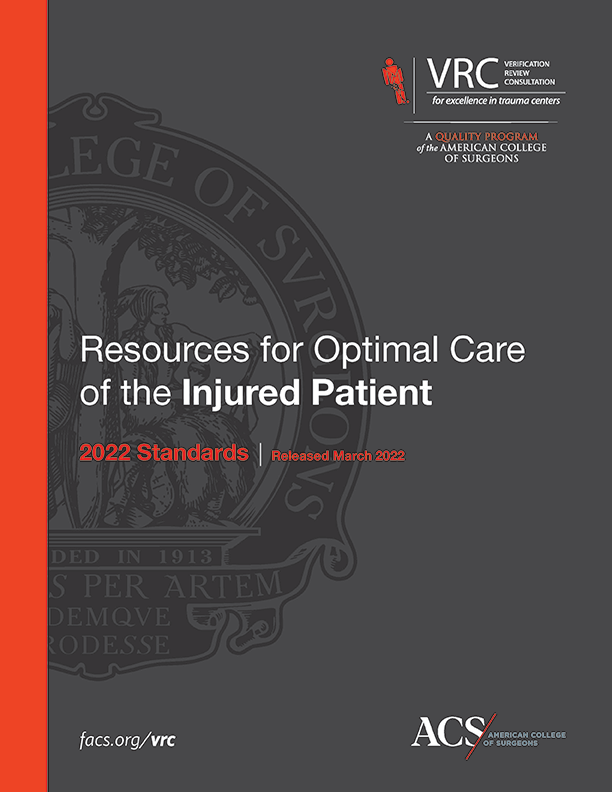 VRC
VERIFICATION
REVIEW
CONSULTATION
for excellence in trauma centers
A QUALITY PROGRAM
of the AMERICAN COLLEGE
OF SURGEONS
LEGE OF SVRGEONS
Resources for Optimal Care
of the Injured Patient
2022 Standards | Released March 2022
DED IN 1913
S PER ARTEM
DEMQVE
RODESSE
facs.org/vrc
ACS
AMERICAN COLLEGE
OF SURGEONS